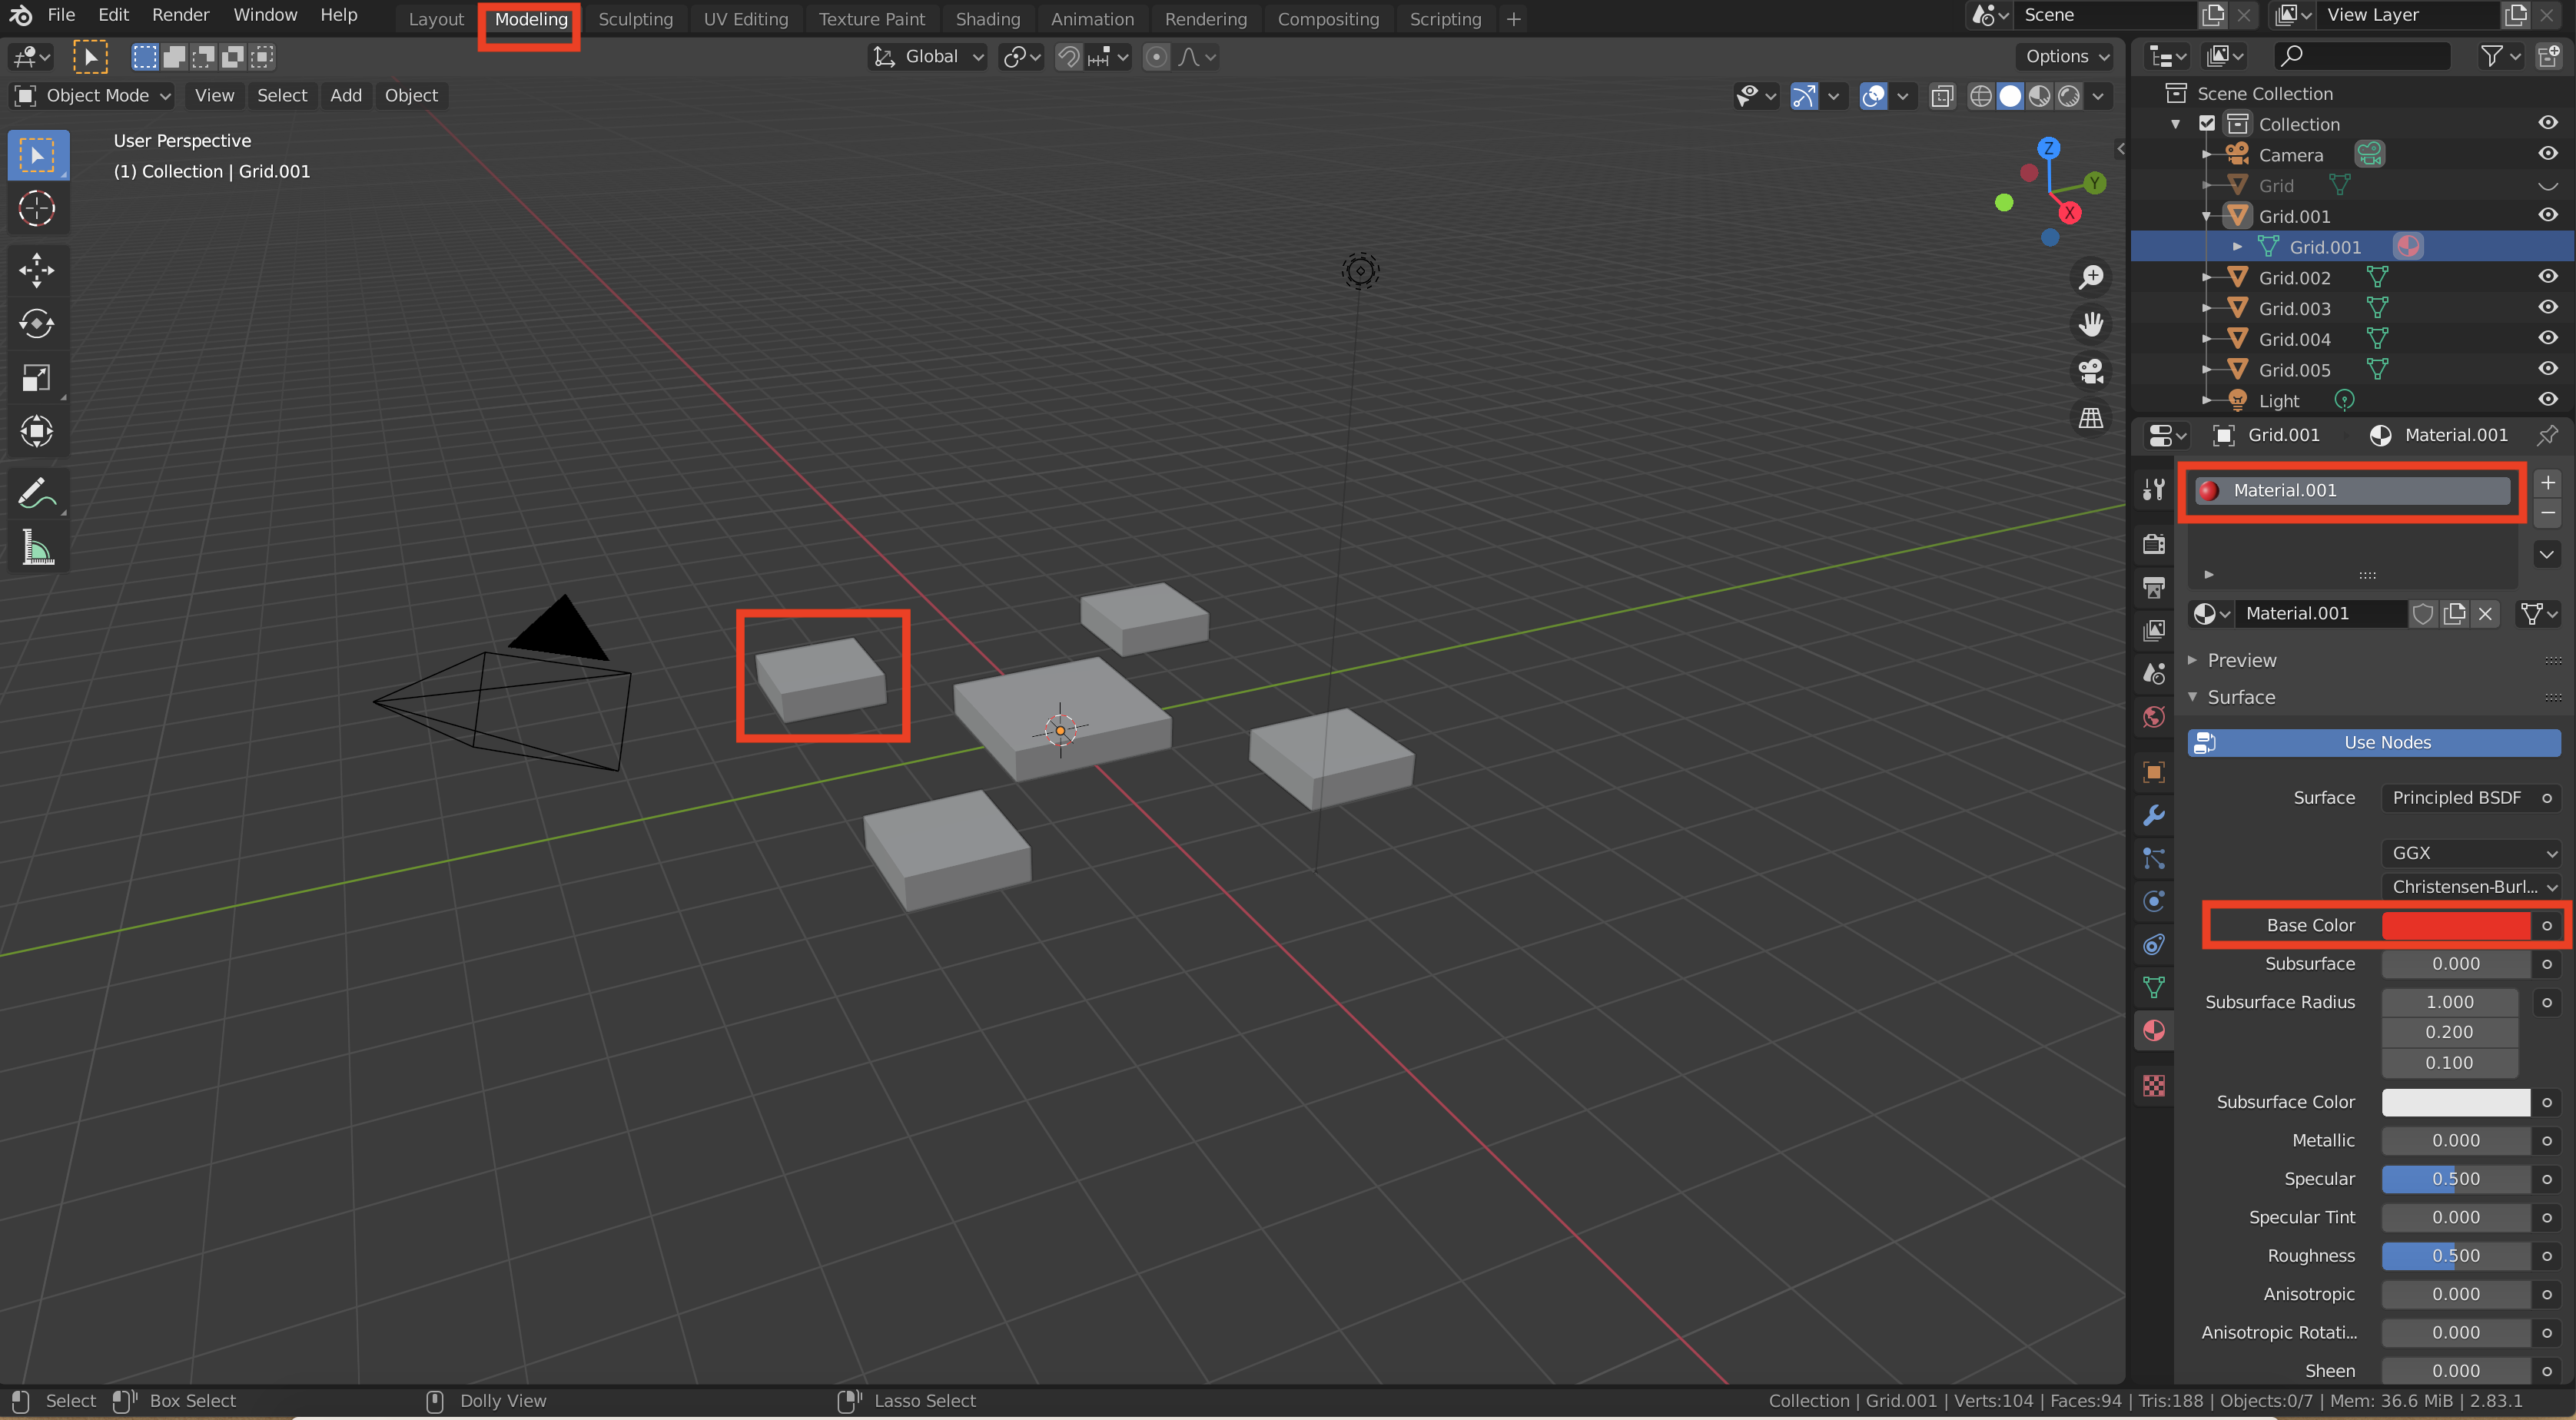 File Edit Render Window Help Layout Modeling Sculpting UV Editing Texture Paint Shading Animation Rendering Compositing Scripting + Scene View Layer
Global Options
Object Mode View Select Add Object
User Perspective
(1) Collection | Grid.001
Z
Y
X
Scene Collection
Collection
Camera
Grid
Grid.001
Grid.001
Grid.002
Grid.003
Grid.004
Grid.005
Light
Grid.001 Material.001
Material.001
Material.001
Preview
Surface
Use Nodes
Surface Principled BSDF
GGX
Christensen-Burl...
Base Color
Subsurface 0.000
Subsurface Radius 1.000
0.200
0.100
Subsurface Color
Metallic 0.000
Specular 0.500
Specular Tint 0.000
Roughness 0.500
Anisotropic 0.000
Anisotropic Rotati... 0.000
Sheen 0.000
Select Box Select Dolly View Lasso Select Collection | Grid.001 | Verts:104 | Faces:94 | Tris:188 | Objects:0/7 | Mem: 36.6 MiB | 2.83.1